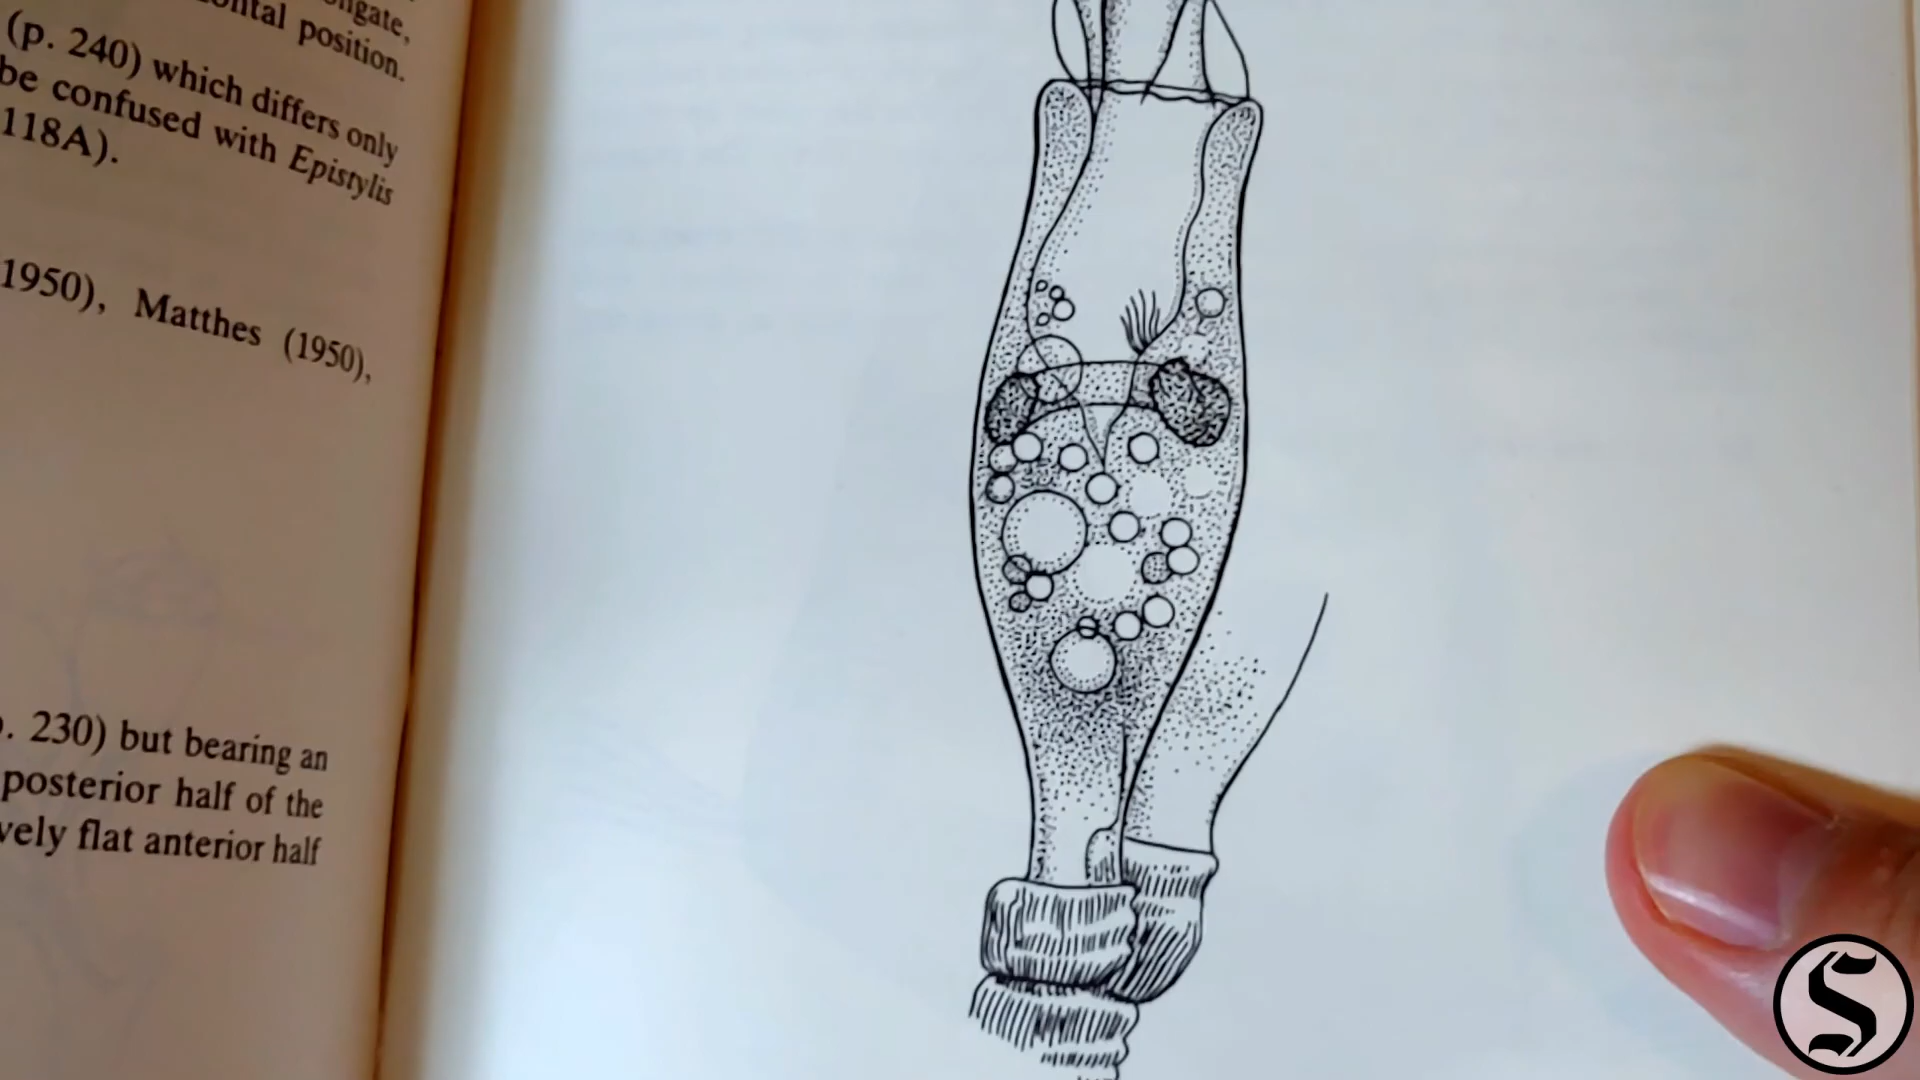 position.
(p. 240) which differs only
be confused with Epistylis
118A).
1950), Matthes (1950),
. 230) but bearing an
posterior half of the
vely flat anterior half
S